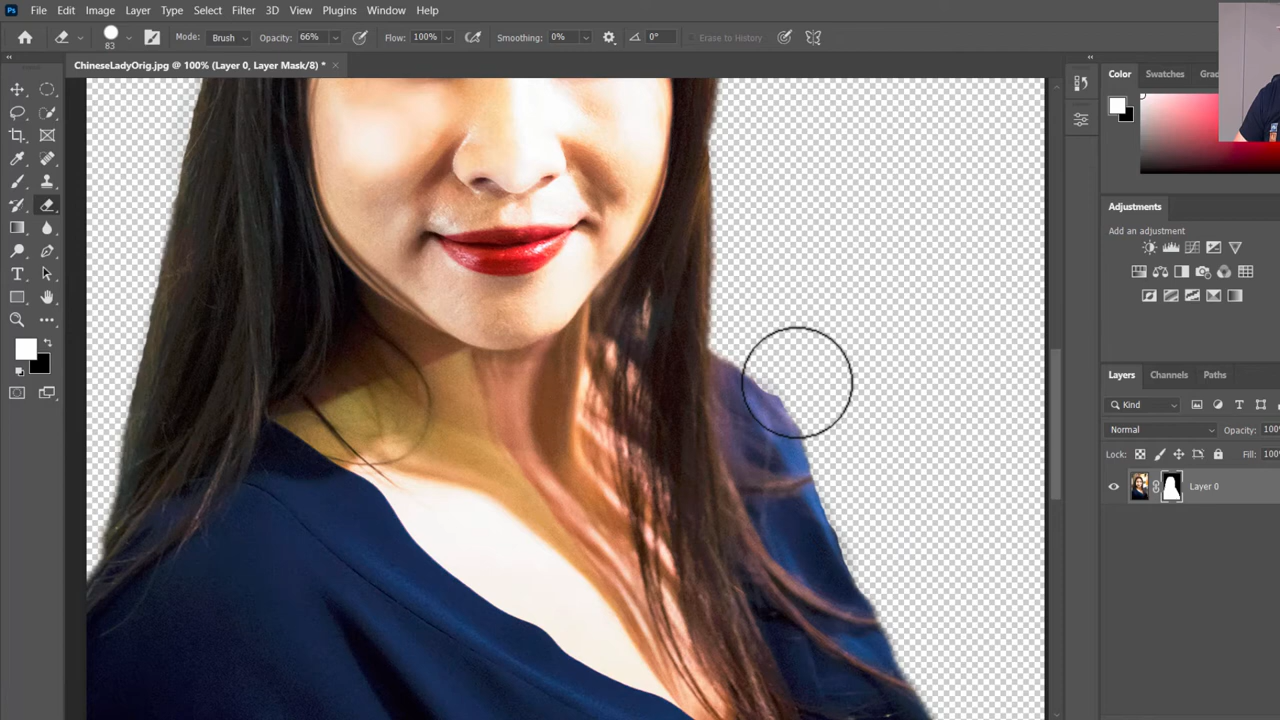 Ps File Edit Image Layer Type Select Filter 3D View Plugins Window Help
83 Mode: Brush Opacity: 66% Flow: 100% Smoothing: 0% 0° Erase to History
ChineseLadyOrig.jpg @ 100% (Layer 0, Layer Mask/8) * ×
Color Swatches Grad
Adjustments
Add an adjustment
Layers Channels Paths
Kind
Normal Opacity: 100%
Lock: Fill: 100
Layer 0